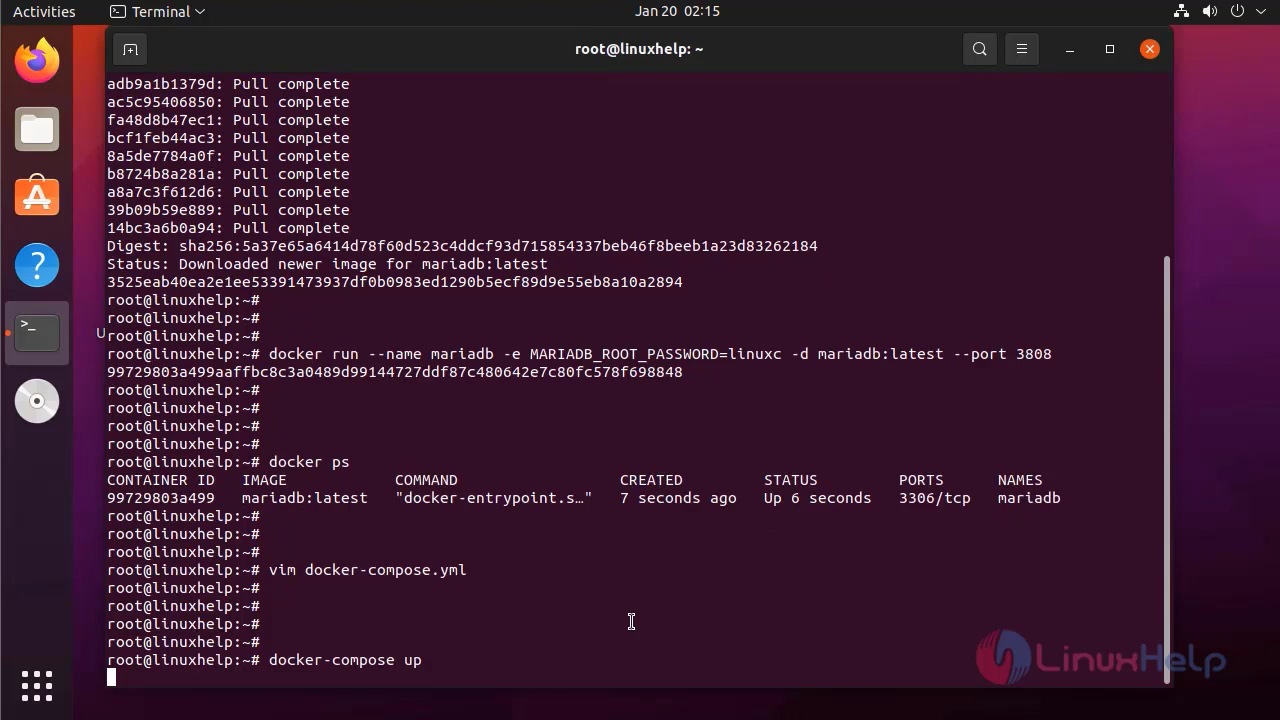 Activities
Terminal
Jan 20 02:15
root@linuxhelp: ~
adb9a1b1379d: Pull complete
ac5c95406850: Pull complete
fa48d8b47ec1: Pull complete
bcf1feb44ac3: Pull complete
8a5de7784a0f: Pull complete
b8724b8a281a: Pull complete
a8a7c3f612d6: Pull complete
39b09b59e889: Pull complete
14bc3a6b0a94: Pull complete
Digest: sha256:5a37e65a6414d78f60d523c4ddcf93d715854337beb46f8beeb1a23d83262184
Status: Downloaded newer image for mariadb:latest
3525eab40ea2e1ee53391473937df0b0983ed1290b5ecf89d9e55eb8a10a2894
root@linuxhelp:~#
root@linuxhelp:~#
U
root@linuxhelp:~#
root@linuxhelp:~# docker run --name mariadb -e MARIADB_ROOT_PASSWORD=linuxc -d mariadb:latest --port 3808
99729803a499aaffbc8c3a0489d99144727ddf87c480642e7c80fc578f698848
root@linuxhelp:~#
root@linuxhelp:~#
root@linuxhelp:~#
root@linuxhelp:~#
root@linuxhelp:~# docker ps
CONTAINER ID IMAGE COMMAND CREATED STATUS PORTS NAMES
99729803a499 mariadb:latest "docker-entrypoint.s…" 7 seconds ago Up 6 seconds 3306/tcp mariadb
root@linuxhelp:~#
root@linuxhelp:~#
root@linuxhelp:~#
root@linuxhelp:~# vim docker-compose.yml
root@linuxhelp:~#
root@linuxhelp:~#
root@linuxhelp:~#
root@linuxhelp:~#
root@linuxhelp:~# docker-compose up
LinuxHelp